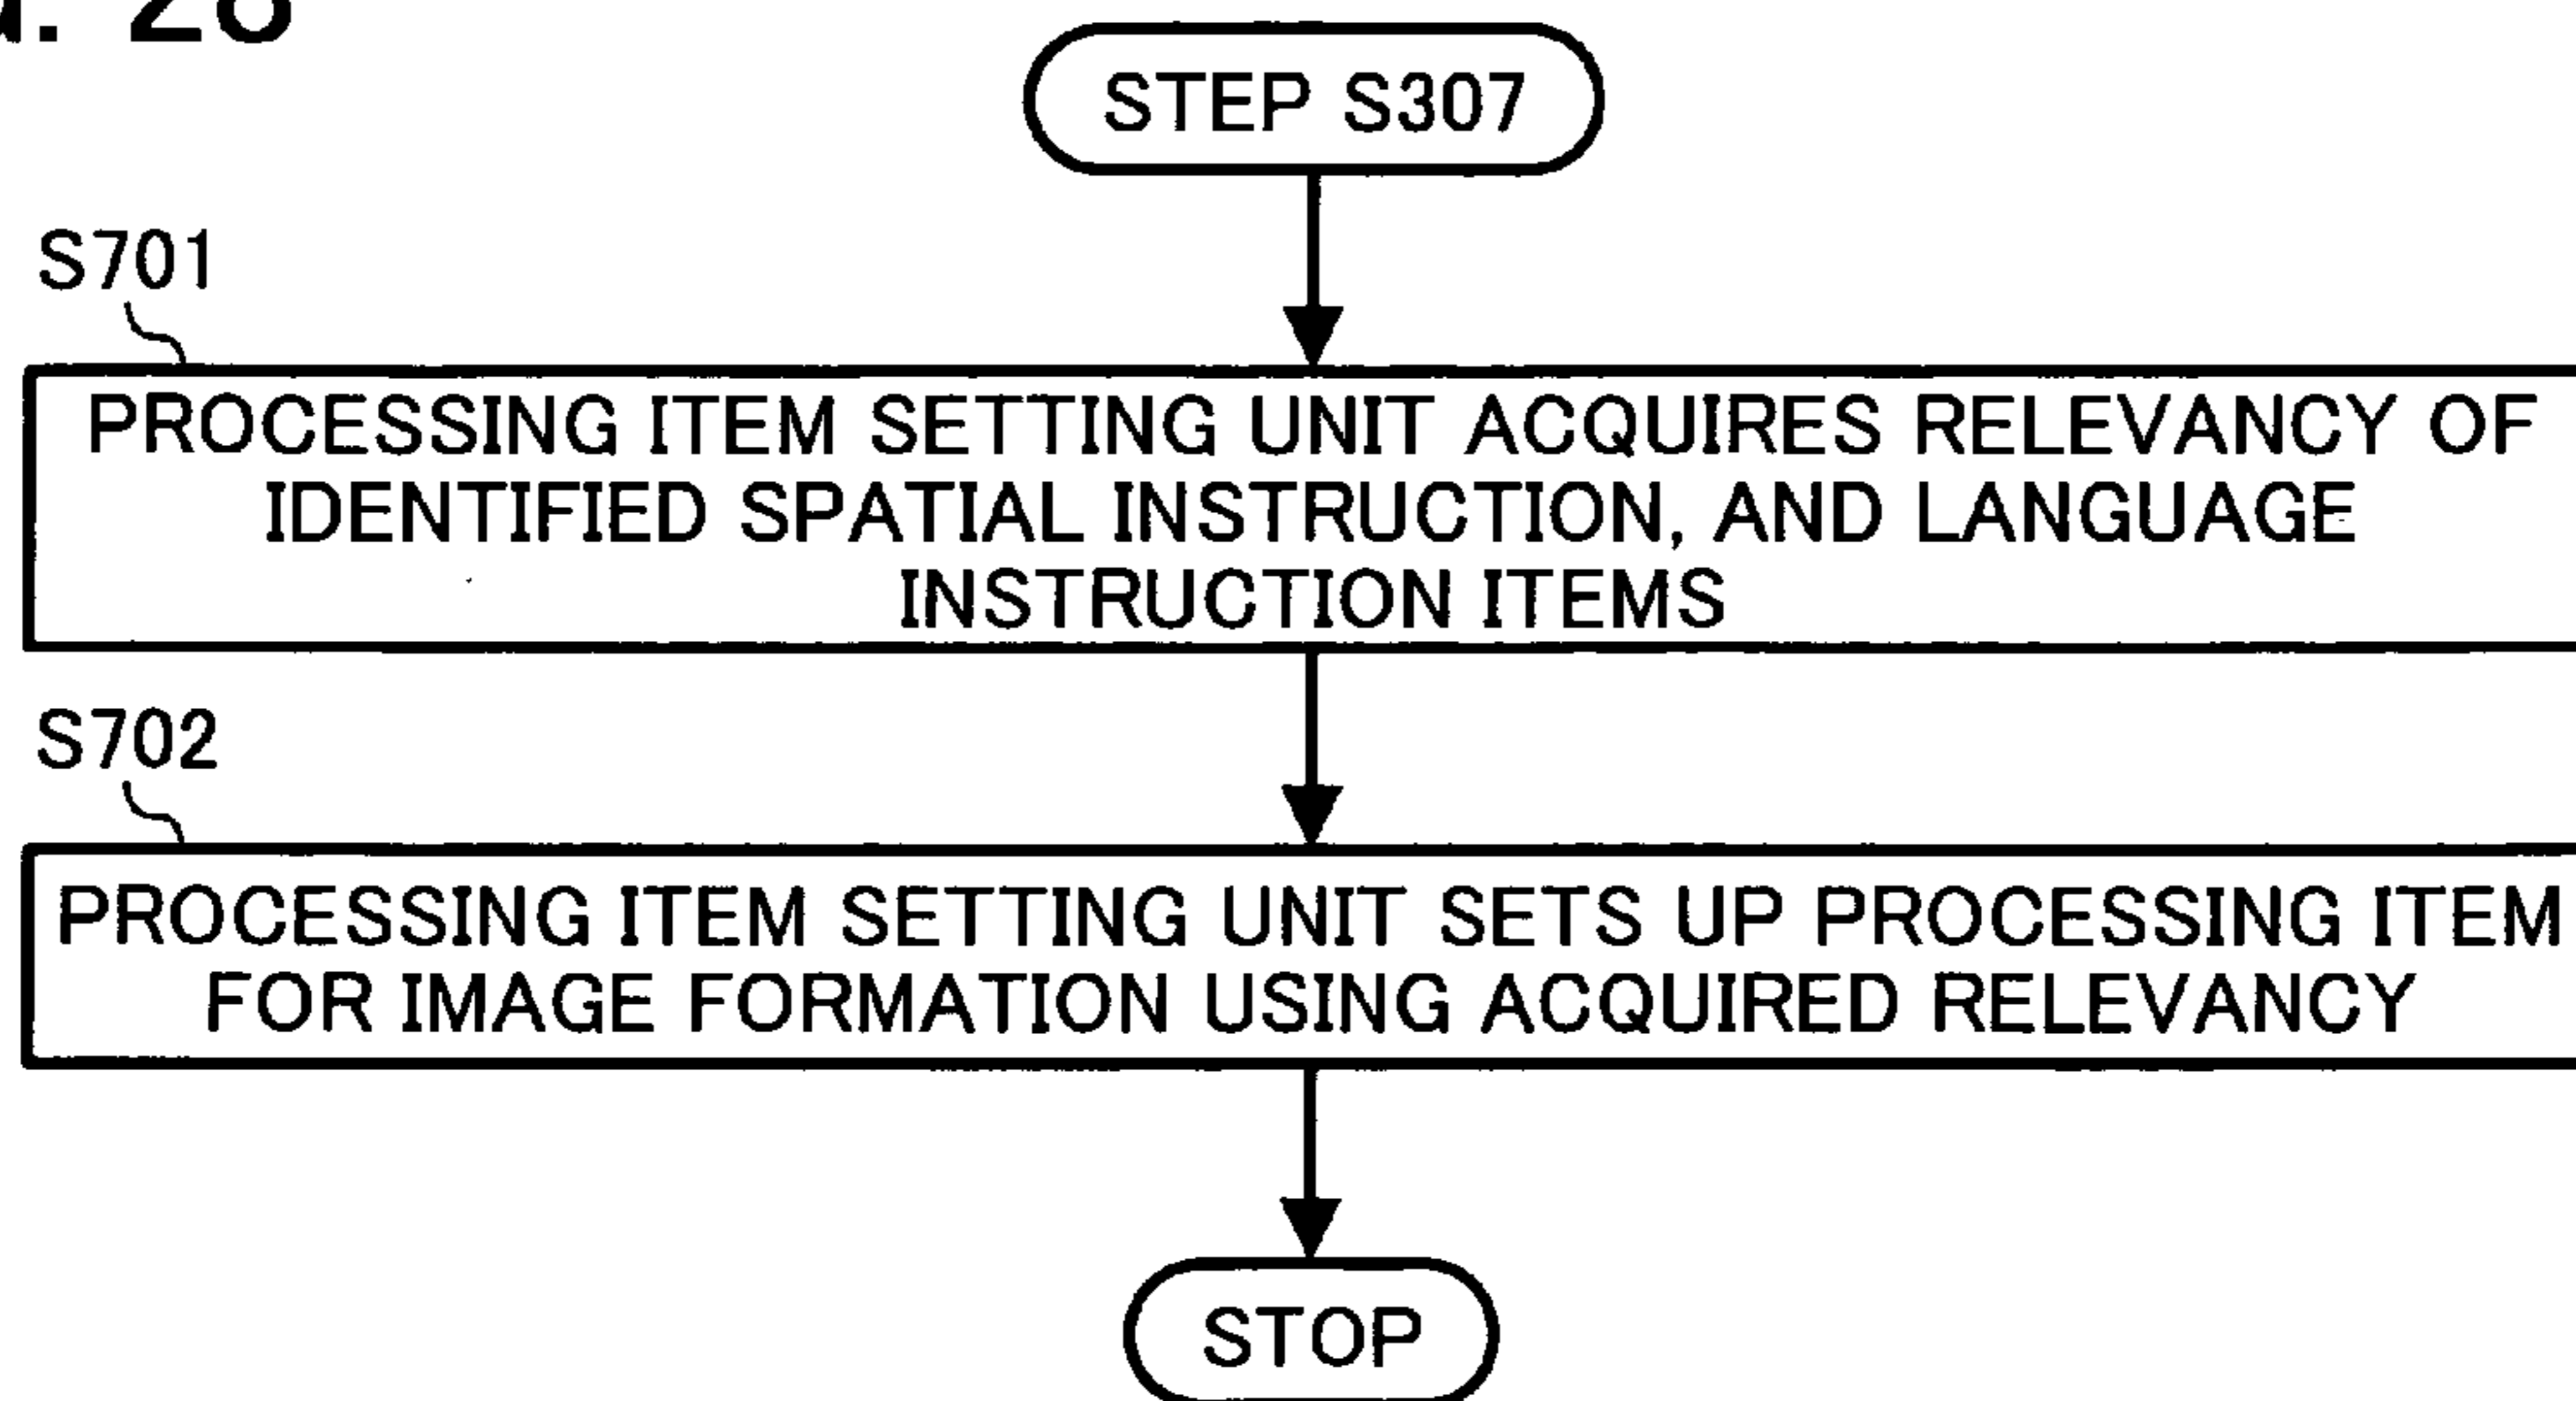 . 28
STEP S307
S701
PROCESSING ITEM SETTING UNIT ACQUIRES RELEVANCY OF
IDENTIFIED SPATIAL INSTRUCTION, AND LANGUAGE
INSTRUCTION ITEMS
S702
PROCESSING ITEM SETTING UNIT SETS UP PROCESSING ITEM
FOR IMAGE FORMATION USING ACQUIRED RELEVANCY
STOP